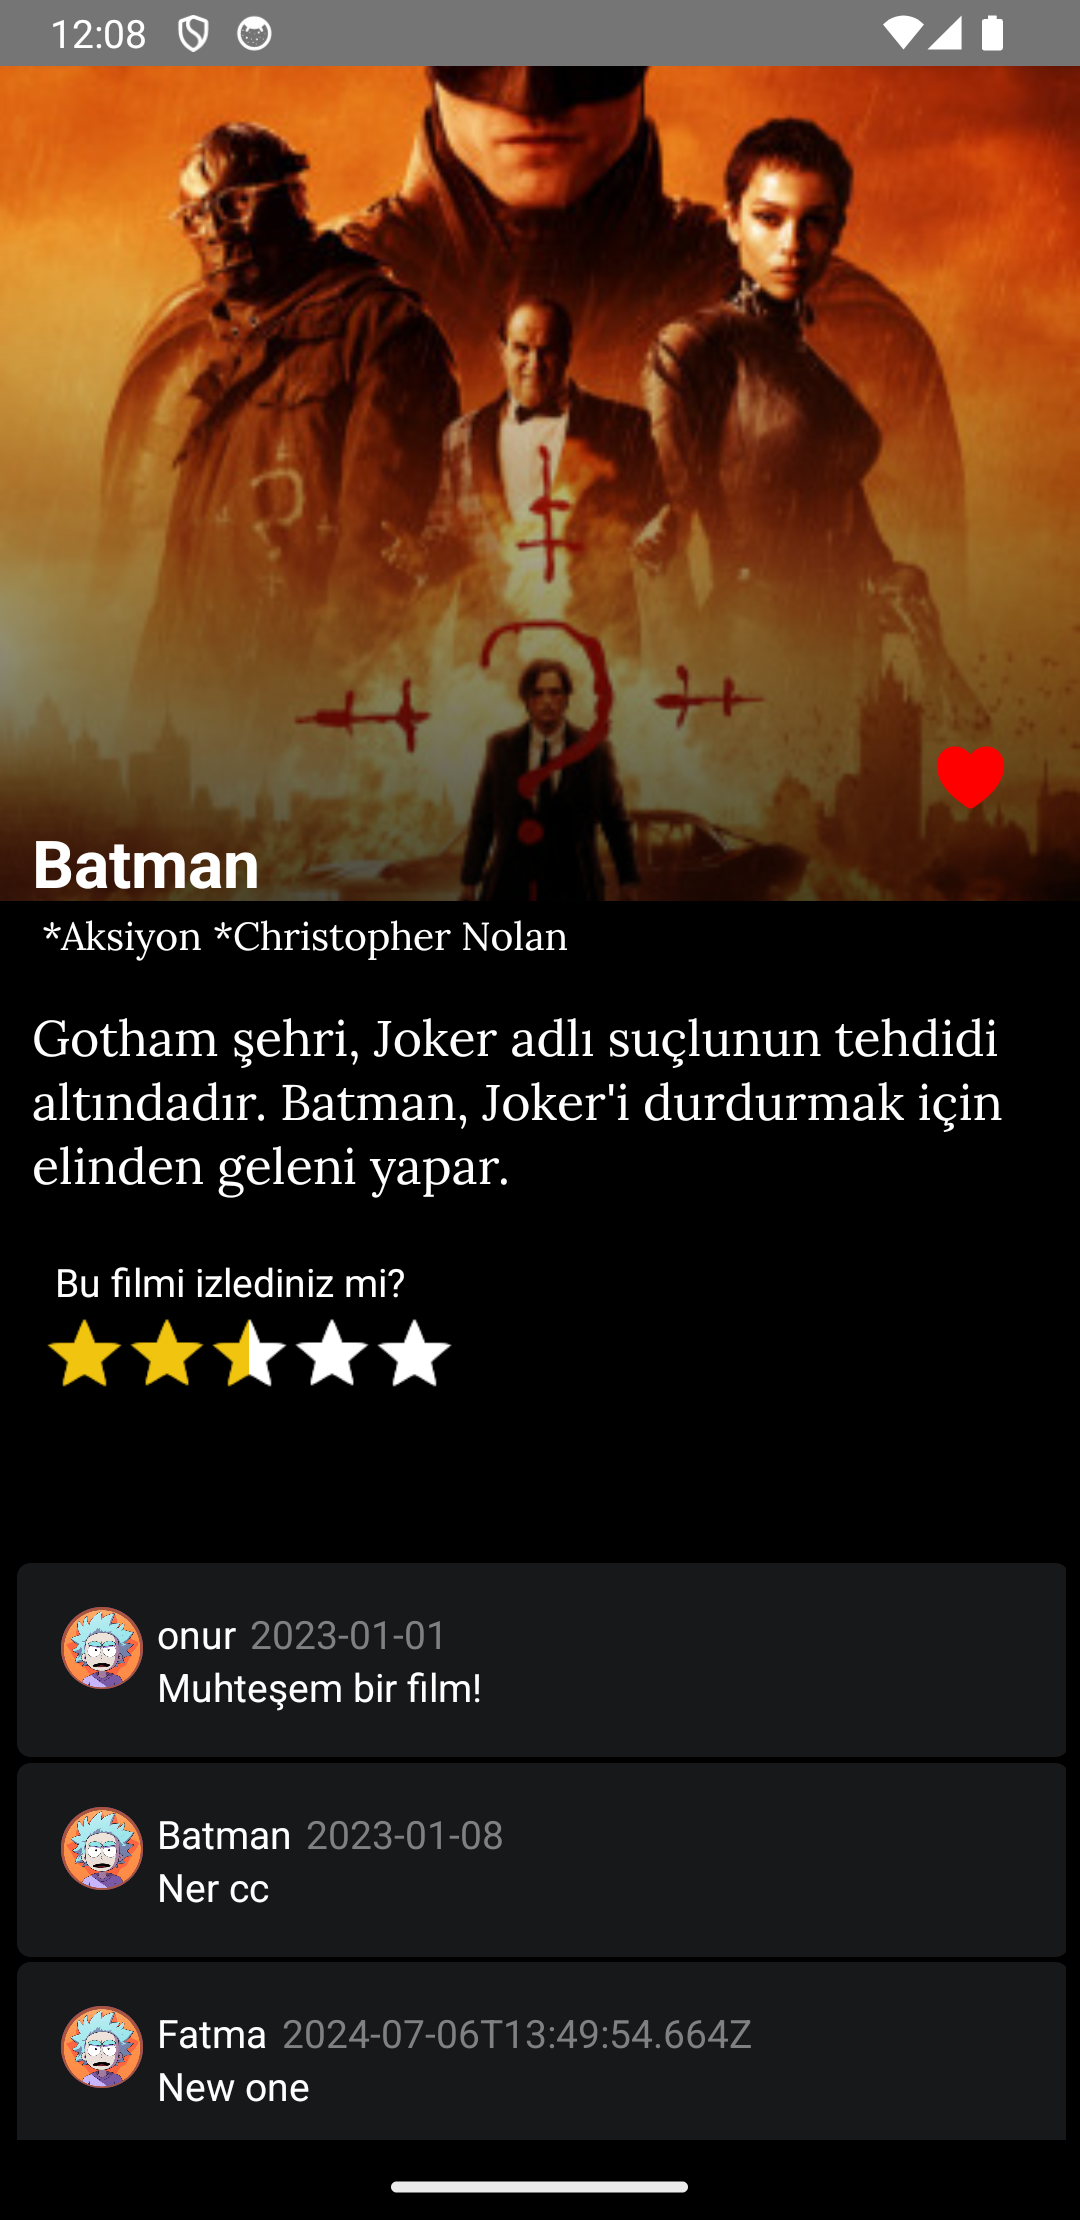 12:08
Batman
*Aksiyon *Christopher Nolan
Gotham şehri, Joker adlı suçlunun tehdidi
altındadır. Batman, Joker'i durdurmak için
elinden geleni yapar.
Bu filmi izlediniz mi?
onur 2023-01-01
Muhteşem bir film!
Batman 2023-01-08
Ner cc
Fatma 2024-07-06T13:49:54.664Z
New one